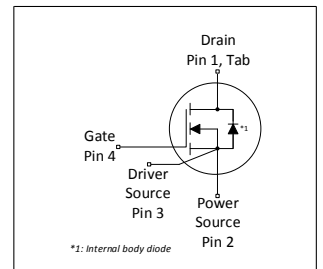 Drain
Pin 1, Tab
*1
Gate
Pin 4
Driver
Source
Pin 3
Power
Source
Pin 2
*1: Internal body diode